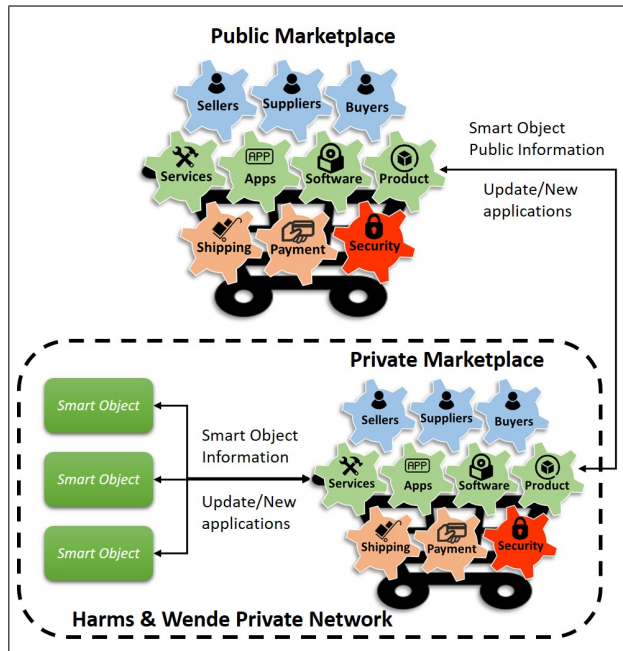 Public Marketplace
Sellers
Suppliers
Buyers
Services
APP
Apps
Software
Product
Shipping
Payment
Security
Smart Object
Public Information
Update/New
applications
Private Marketplace
Smart Object
Smart Object
Smart Object
Smart Object
Information
Update/New
applications
Sellers
Suppliers
Buyers
Services
APP
Apps
Software
Product
Shipping
Payment
Security
Harms & Wende Private Network